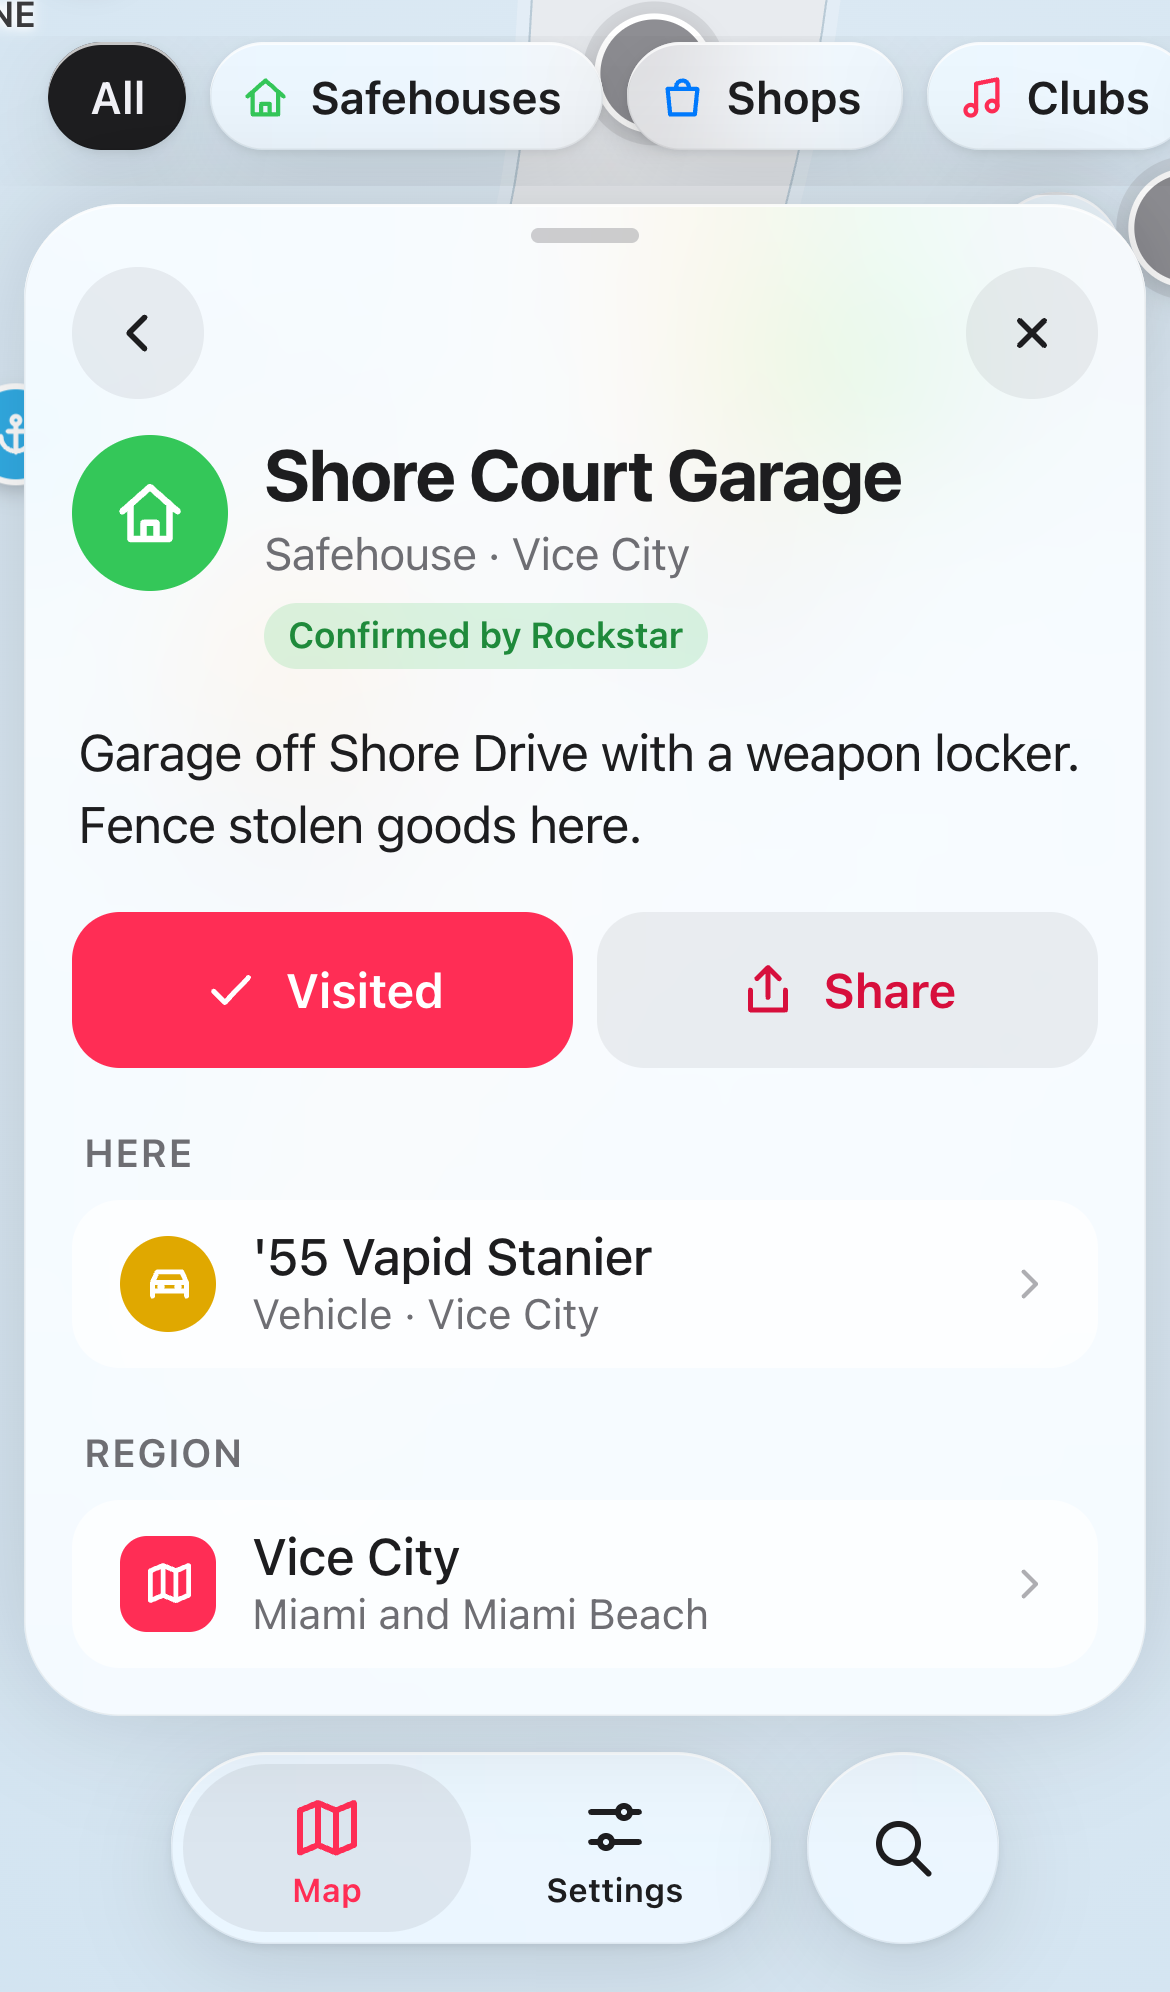 NE
All
Safehouses
Shops
Clubs
Shore Court Garage
Safehouse · Vice City
Confirmed by Rockstar
Garage off Shore Drive with a weapon locker.
Fence stolen goods here.
Visited
Share
HERE
'55 Vapid Stanier
Vehicle · Vice City
REGION
Vice City
Miami and Miami Beach
Map
Settings